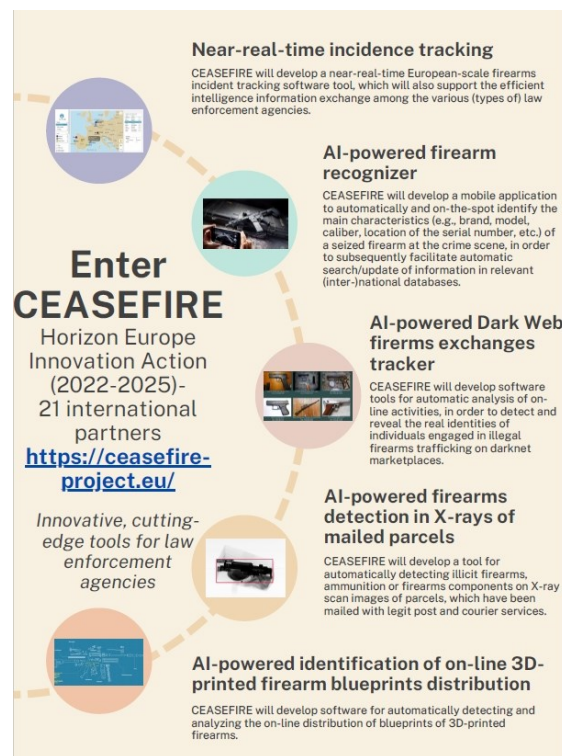 Near-real-time incidence tracking
CEASEFIRE will develop a near-real-time European-scale firearms
incident tracking software tool, which will also support the efficient
intelligence information exchange among the various (types of) law
enforcement agencies.
AI-powered firearm
recognizer
CEASEFIRE will develop a mobile application
to automatically and on-the-spot identify the
main characteristics (e.g., brand, model,
caliber, location of the serial number, etc.) of
a seized firearm at the crime scene, in order
to subsequently facilitate automatic
search/update of information in relevant
(inter-)national databases.
Enter
CEASEFIRE
Horizon Europe
Innovation Action
(2022-2025)-
21 international
partners
https://ceasefire-
project.eu/
Innovative, cutting-
edge tools for law
enforcement
agencies
AI-powered Dark Web
firerms exchanges
tracker
CEASEFIRE will develop software
tools for automatic analysis of on-
line activities, in order to detect and
reveal the real identities of
individuals engaged in illegal
firearms trafficking on darknet
marketplaces.
AI-powered firearms
detection in X-rays of
mailed parcels
CEASEFIRE will develop a tool for
automatically detecting illicit firearms,
ammunition or firearms components on X-ray
scan images of parcels, which have been
mailed with legit post and courier services.
AI-powered identification of on-line 3D-
printed firearm blueprints distribution
CEASEFIRE will develop software for automatically detecting and
analyzing the on-line distribution of blueprints of 3D-printed
firearms.